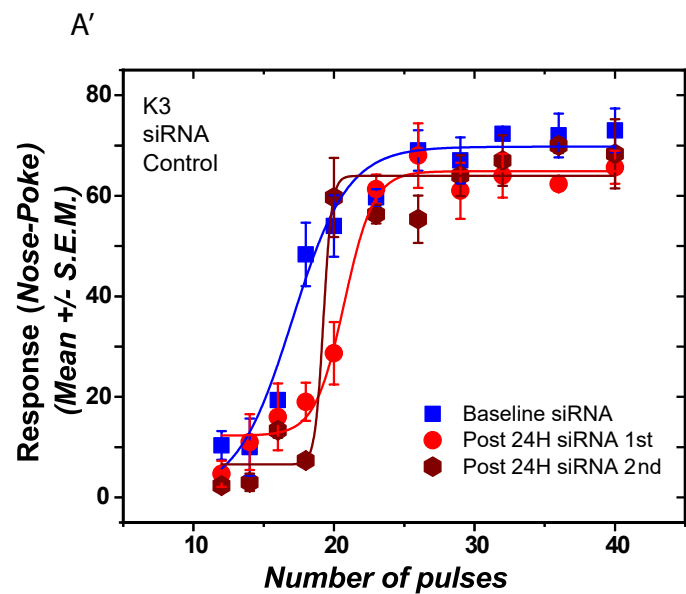 A’
K3
siRNA
Control
Response (Nose-Poke)
(Mean +/- S.E.M.)
80
60
40
20
0
Baseline siRNA
Post 24H siRNA 1st
Post 24H siRNA 2nd
10 20 30 40
Number of pulses